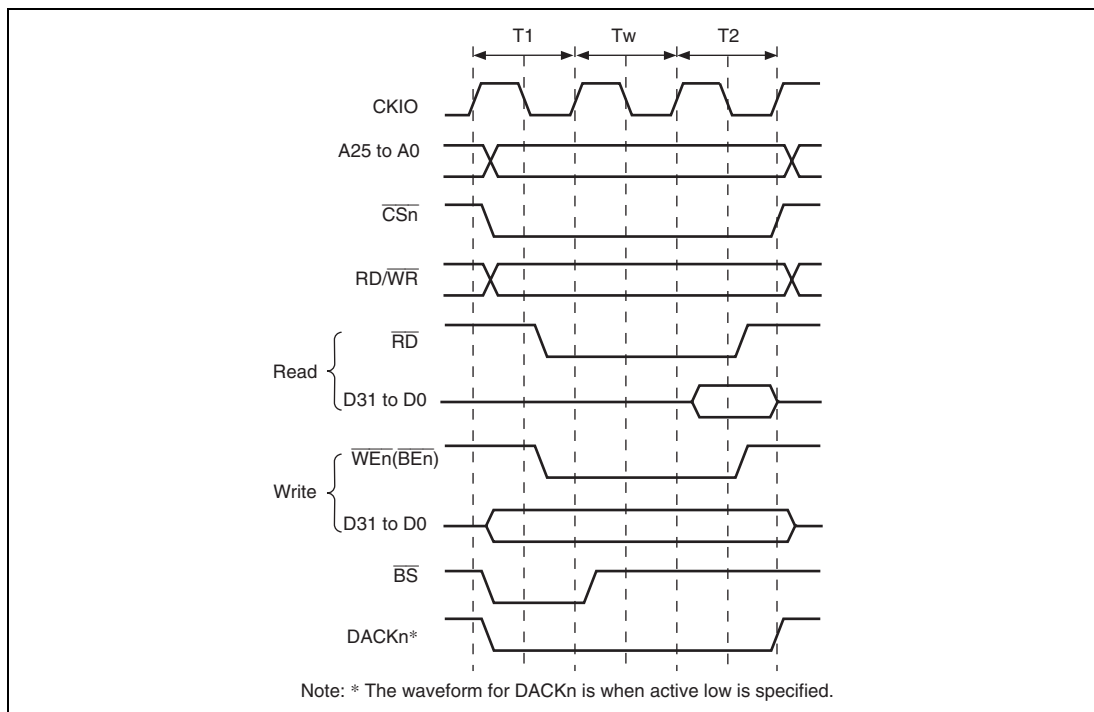 T1 Tw T2
CKIO
A25 to A0
CSn
RD/WR
RD
Read
D31 to D0
WEn(BEn)
Write
D31 to D0
BS
DACKn*
Note: * The waveform for DACKn is when active low is specified.